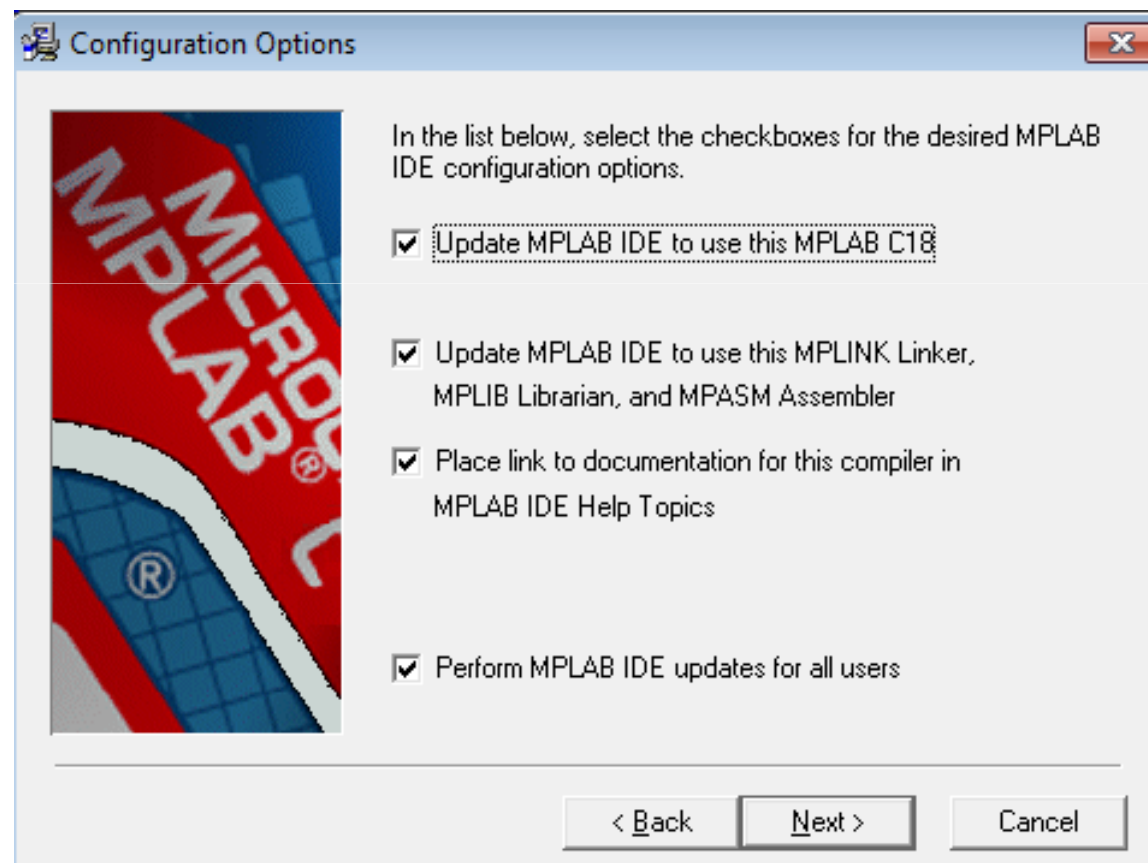 Configuration Options
In the list below, select the checkboxes for the desired MPLAB
IDE configuration options.
Update MPLAB IDE to use this MPLAB C18
Update MPLAB IDE to use this MPLINK Linker,
MPLIB Librarian, and MPASM Assembler
Place link to documentation for this compiler in
MPLAB IDE Help Topics
Perform MPLAB IDE updates for all users
MPLAB®
®
< Back
Next >
Cancel